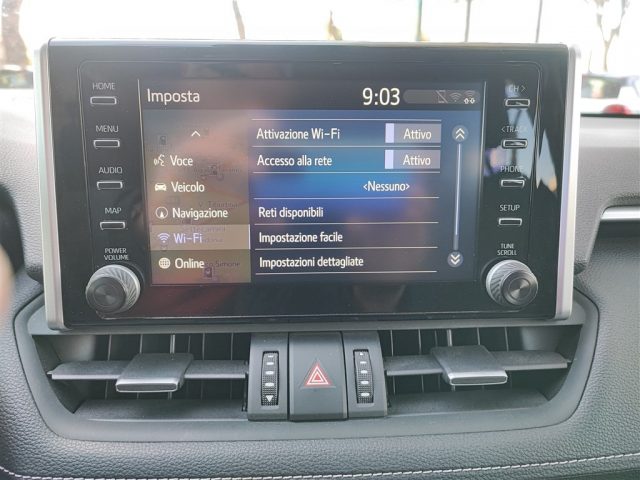 HOME
MENU
AUDIO
MAP
POWER
VOLUME
Imposta
9:03
Voce
Veicolo
Navigazione
Wi-Fi
Online
Attivazione Wi-Fi Attivo
Accesso alla rete Attivo
<Nessuno>
Reti disponibili
Impostazione facile
Impostazioni dettagliate
CH >
< TRACK
PHONE
SETUP
TUNE
SCROLL